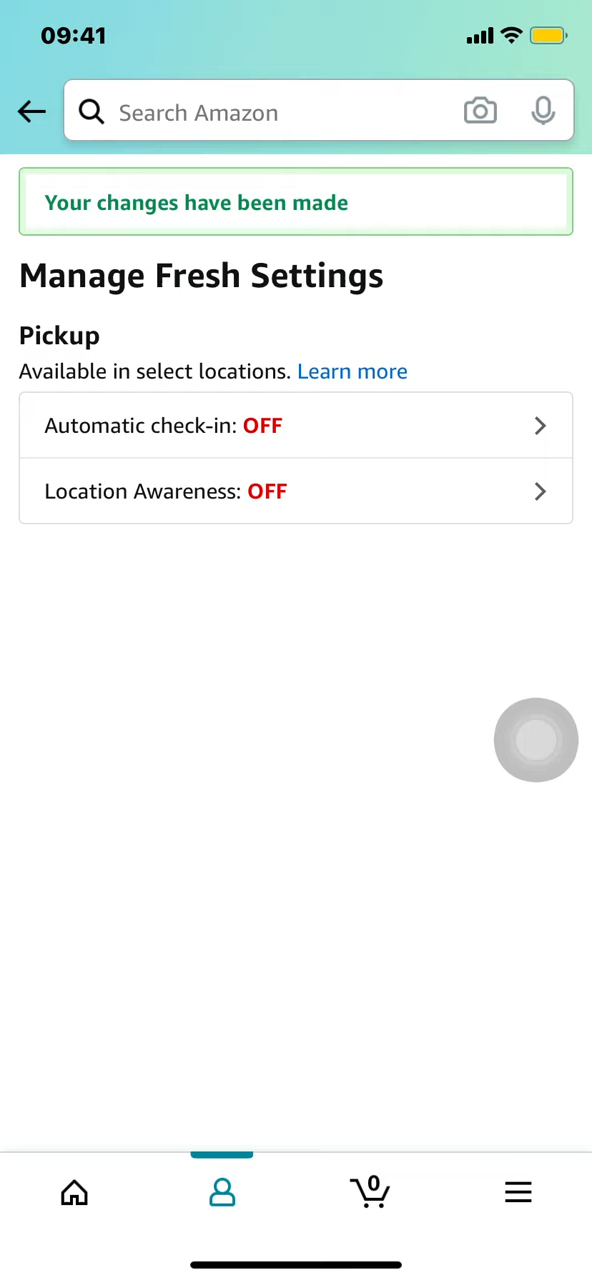 09:41
Search Amazon
Your changes have been made
Manage Fresh Settings
Pickup
Available in select locations. Learn more
Automatic check-in: OFF
Location Awareness: OFF
0